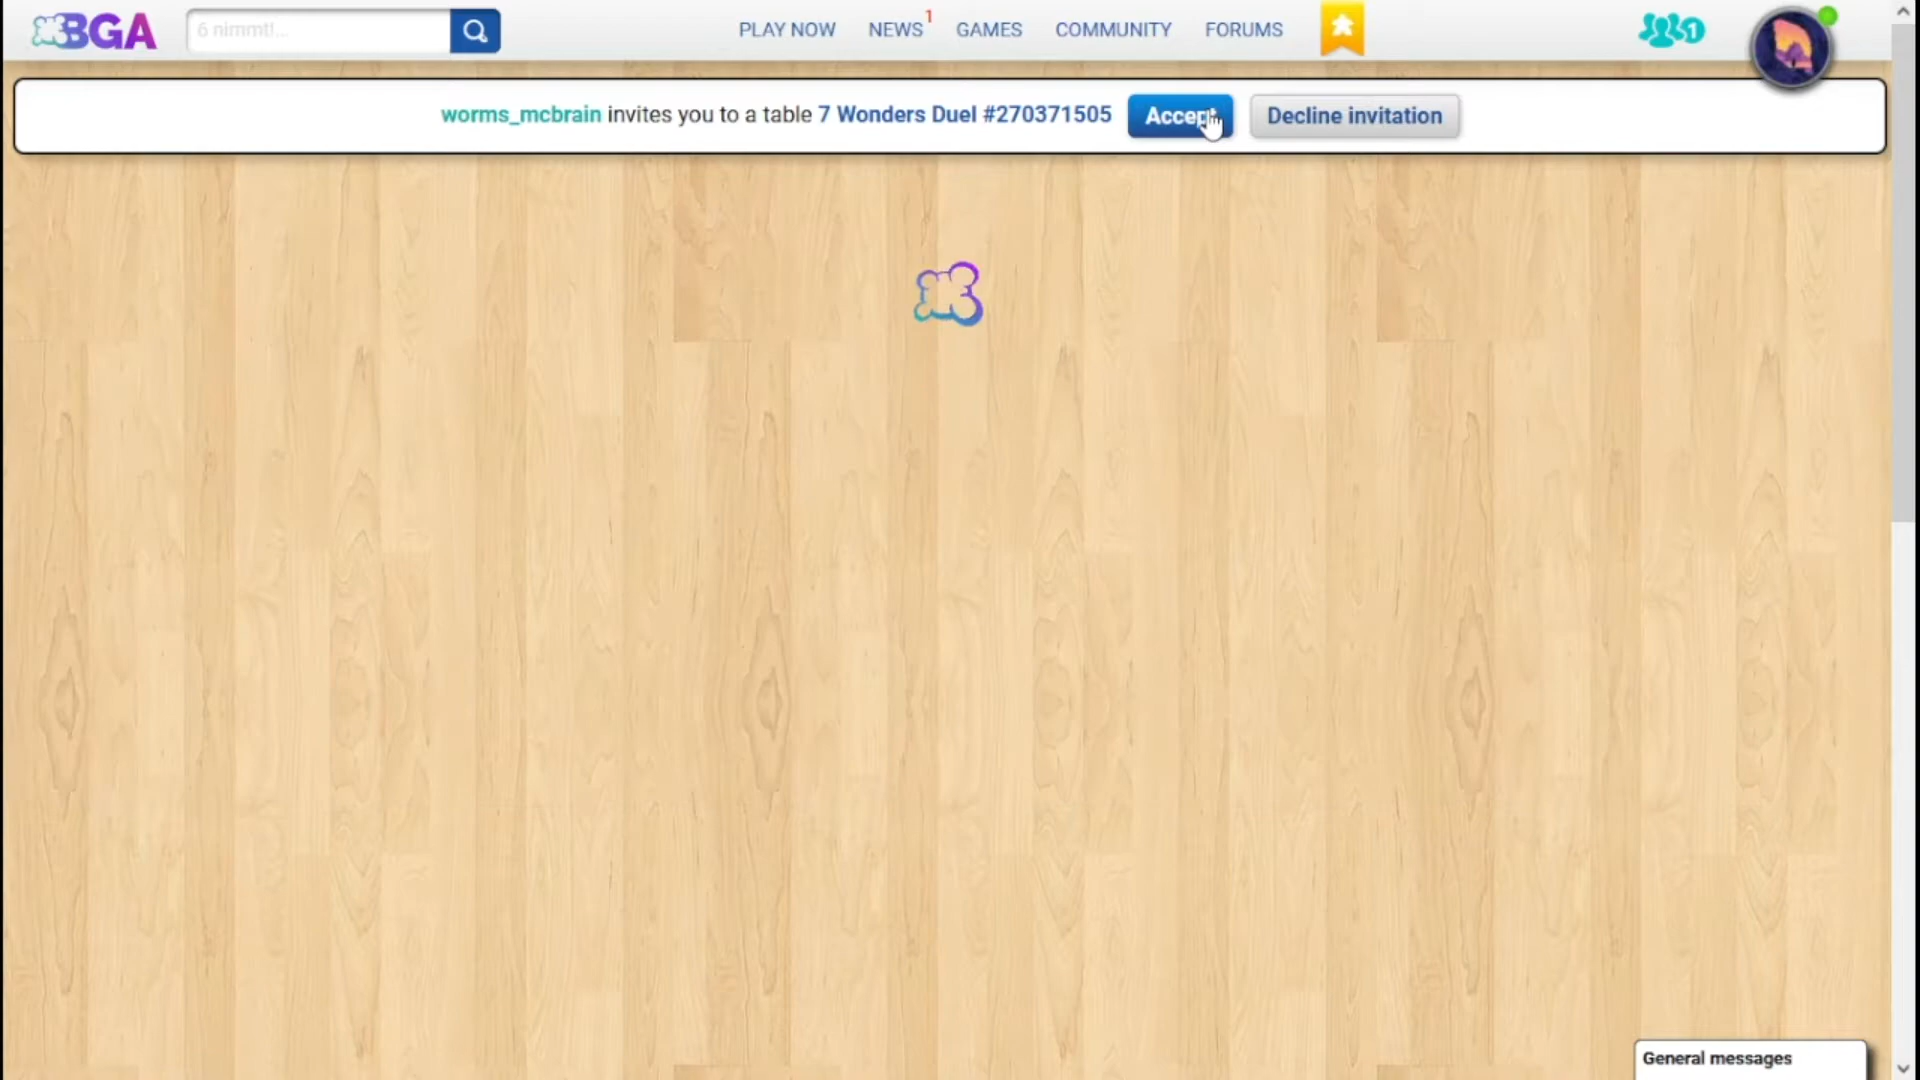 BGA
6 nimmt!...
PLAY NOW
NEWS
1
GAMES
COMMUNITY
FORUMS
1
worms_mcbrain invites you to a table 7 Wonders Duel #270371505
Accept
Decline invitation
General messages